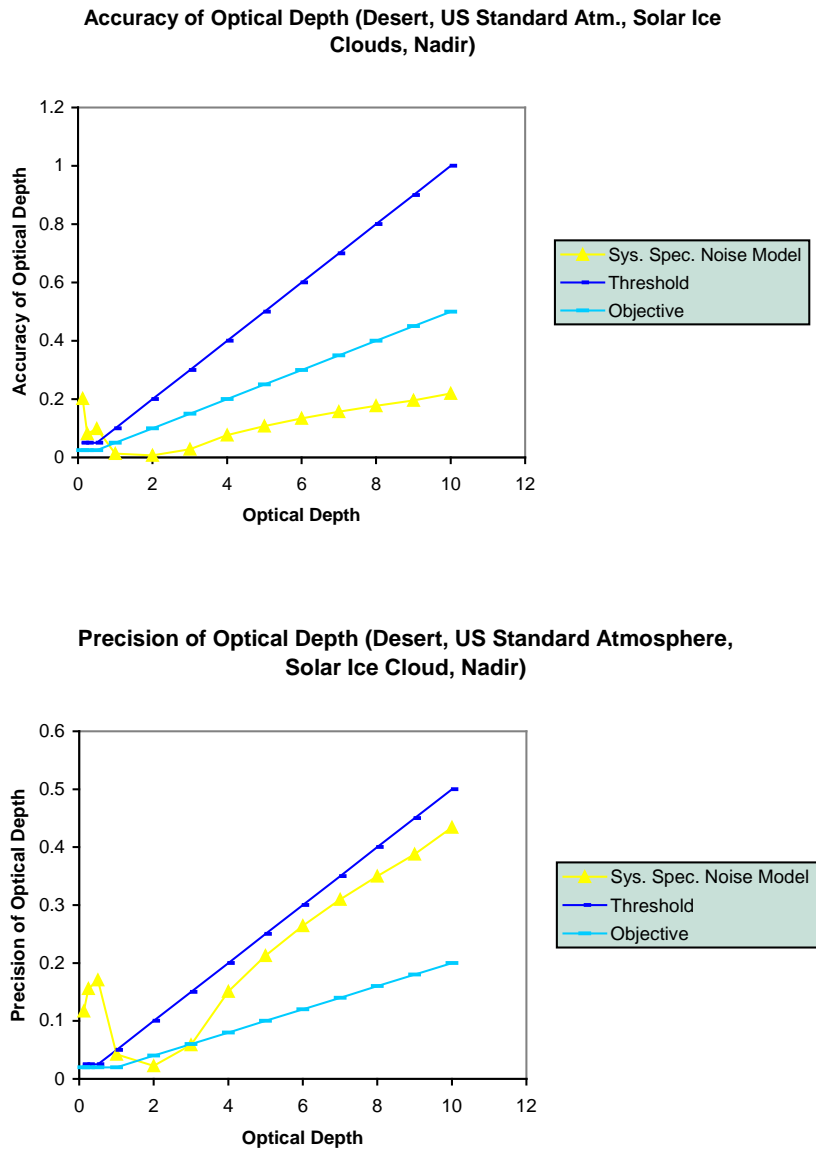 Accuracy of Optical Depth (Desert, US Standard Atm., Solar Ice
Clouds, Nadir)
1.2
1
0.8
0.6
0.4
0.2
0
Accuracy of Optical Depth
0 2 4 6 8 10 12
Optical Depth
Sys. Spec. Noise Model
Threshold
Objective
Precision of Optical Depth (Desert, US Standard Atmosphere,
Solar Ice Cloud, Nadir)
0.6
0.5
0.4
0.3
0.2
0.1
0
Precision of Optical Depth
0 2 4 6 8 10 12
Optical Depth
Sys. Spec. Noise Model
Threshold
Objective